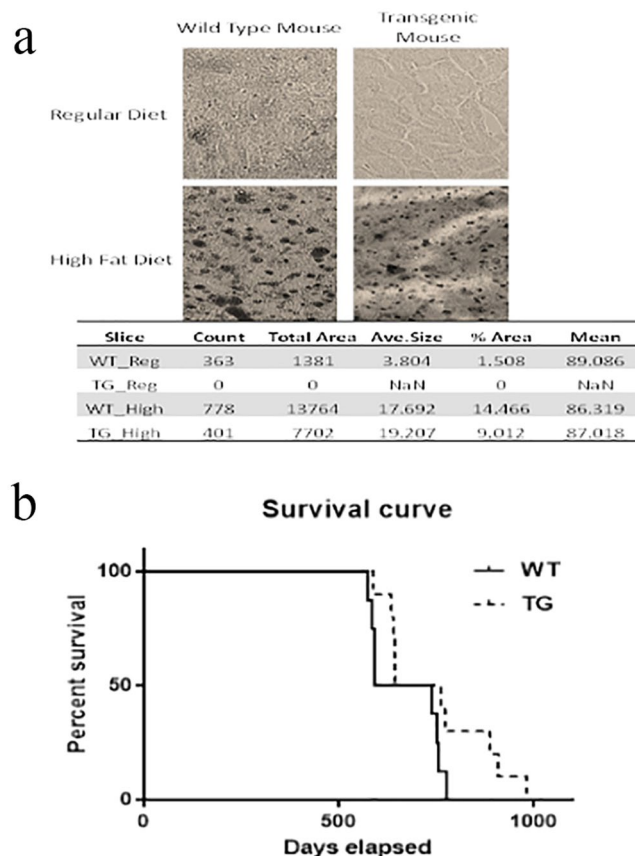 a
Wild Type Mouse
Transgenic
Mouse
Regular Diet
High Fat Diet
Slice Count Total Area Ave.Size % Area Mean
WT_Reg 363 1381 3.804 1.508 89.086
TG_Reg 0 0 NaN 0 NaN
WT_High 778 13764 17.692 14.466 86.319
TG_High 401 7702 19.207 9.012 87.018
b
Survival curve
WT
TG
100
50
0
Percent survival
0 500 1000
Days elapsed